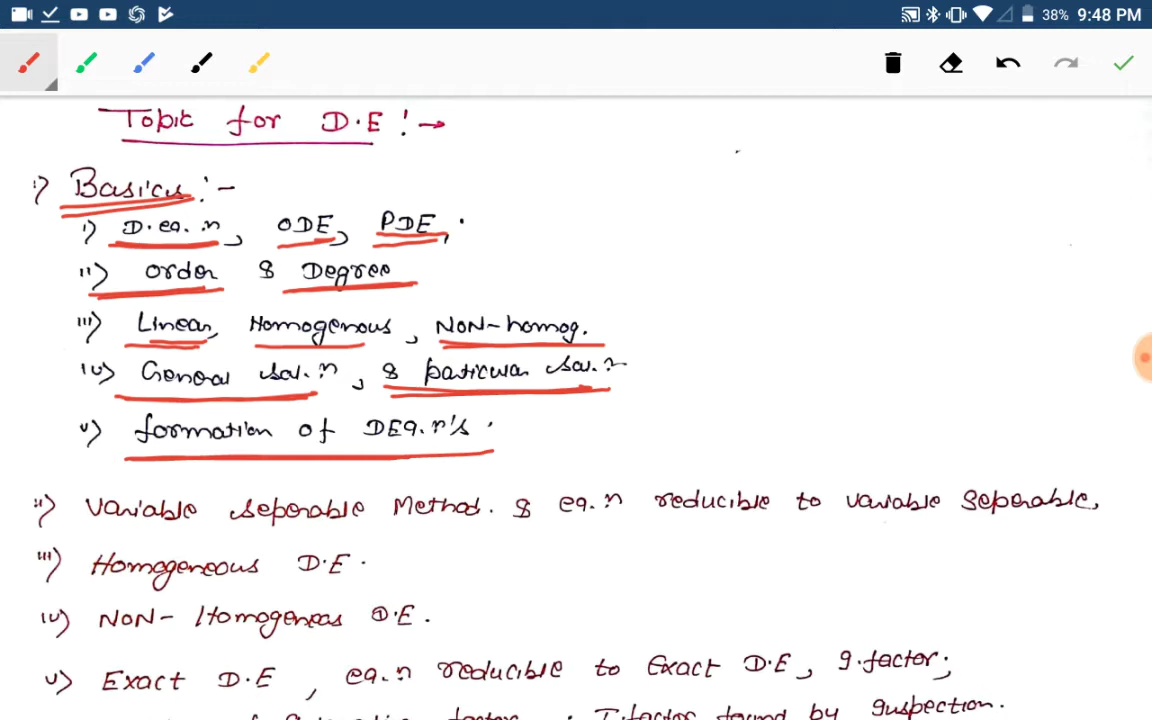 38% 9:48 PM
Topic for D.E!→
i) Basics:-
i) D.eq.n, ODE, PDE,
ii) order & Degree
iii) Linear, Homogenous, NON-homog.
iv) General sol.n, & particular sol.n
v) formation of DEq.n's.
ii) Variable seperable Method. & eq.n reducible to variable seperable,
iii) Homogeneous D.E.
iv) NON-Homogeneous D.E.
v) Exact D.E, eq.n reducible to Exact D.E, I.factor;
factor. I.factor found by Inspection.